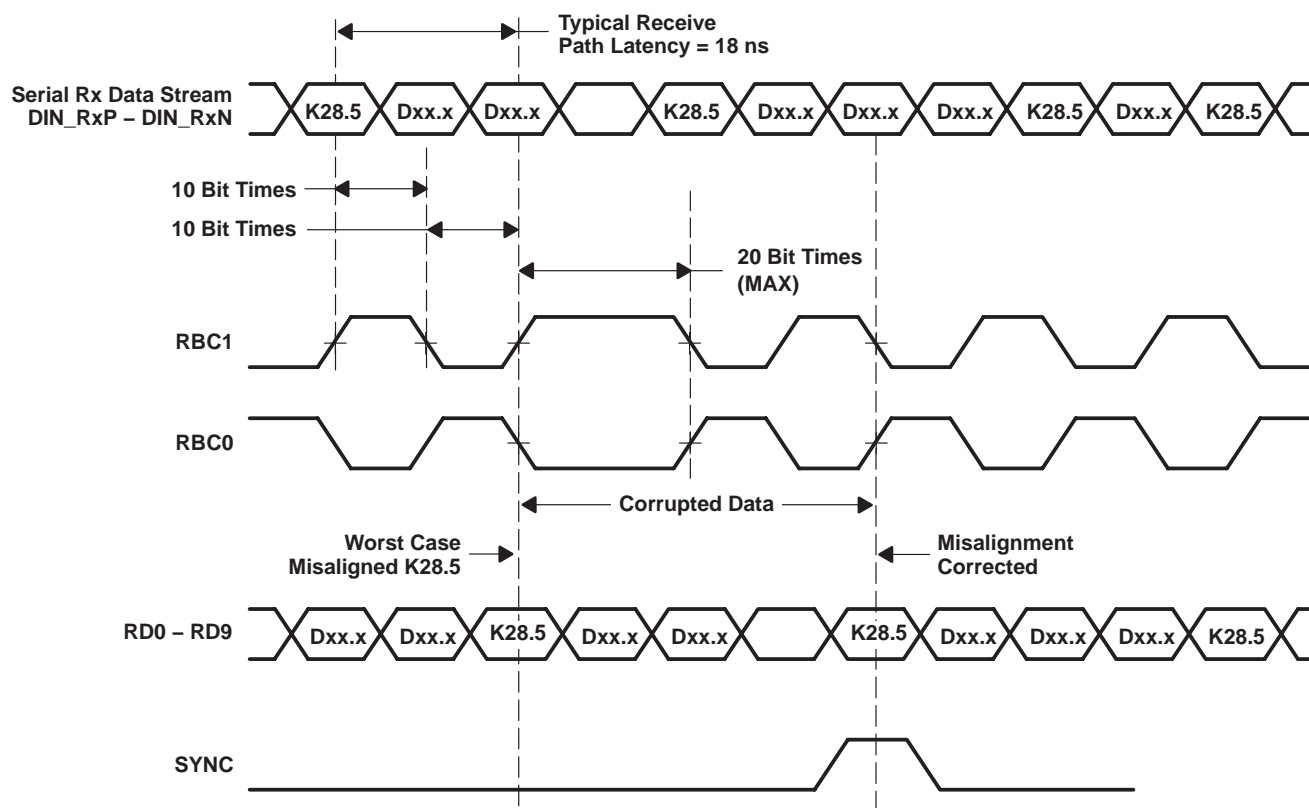 Typical Receive
Path Latency = 18 ns
Serial Rx Data Stream
DIN_RxP – DIN_RxN
K28.5 Dxx.x Dxx.x K28.5 Dxx.x Dxx.x Dxx.x K28.5 Dxx.x K28.5
10 Bit Times
10 Bit Times
20 Bit Times
(MAX)
RBC1
RBC0
Corrupted Data
Worst Case
Misaligned K28.5
Misalignment
Corrected
RD0 – RD9
Dxx.x Dxx.x K28.5 Dxx.x Dxx.x K28.5 Dxx.x Dxx.x Dxx.x K28.5
SYNC